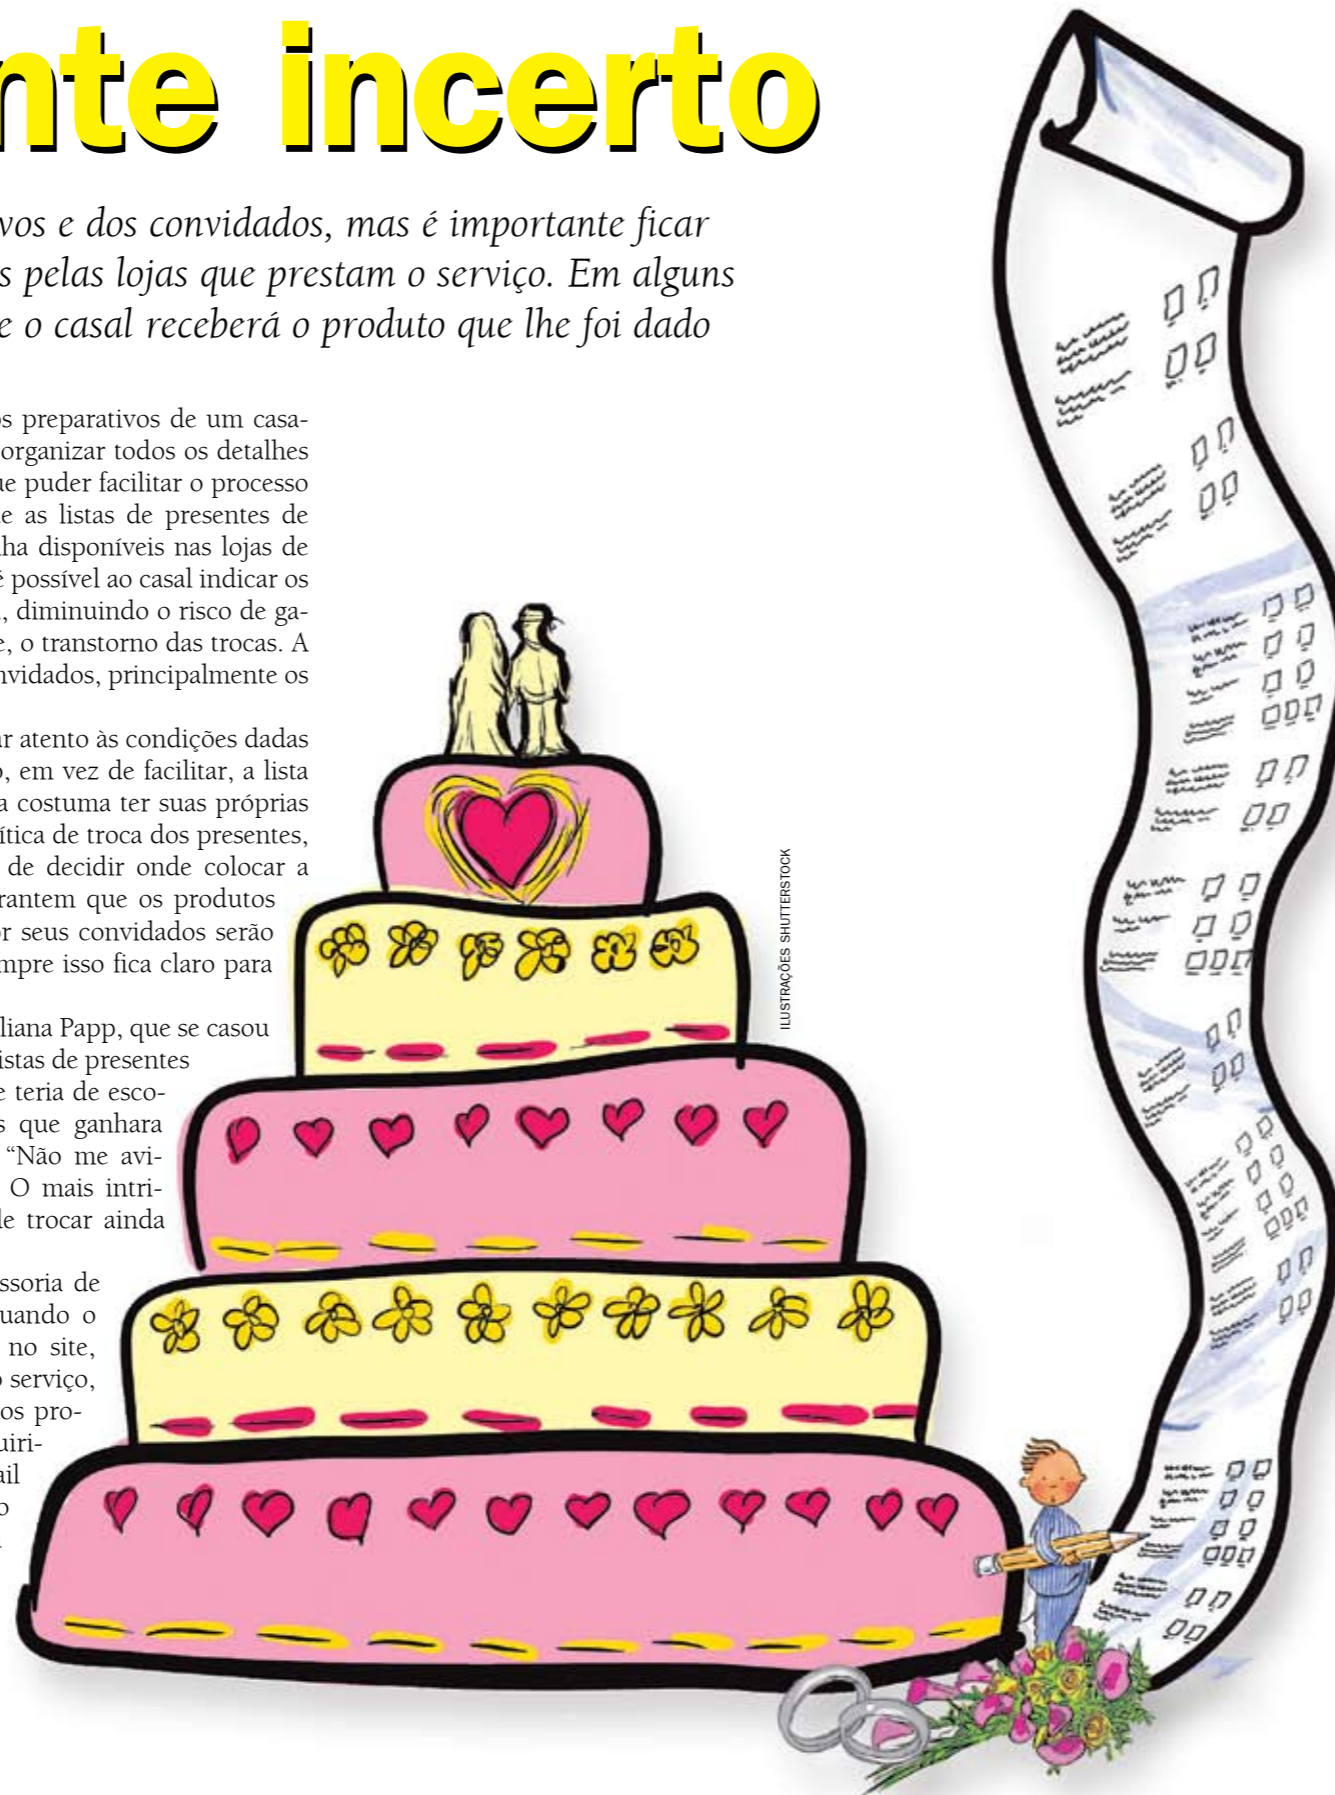 nte incerto
vos e dos convidados, mas é importante ficar
s pelas lojas que prestam o serviço. Em alguns
e o casal receberá o produto que lhe foi dado
os preparativos de um casa-
organizar todos os detalhes
ue puder facilitar o processo
e as listas de presentes de
ha disponíveis nas lojas de
é possível ao casal indicar os
, diminuindo o risco de ga-
e, o transtorno das trocas. A
nvidados, principalmente os
ar atento às condições dadas
o, em vez de facilitar, a lista
a costuma ter suas próprias
ítica de troca dos presentes,
de decidir onde colocar a
rantem que os produtos
or seus convidados serão
mpre isso fica claro para
liana Papp, que se casou
istas de presentes
e teria de esco-
s que ganhara
“Não me avi-
O mais intri-
de trocar ainda
ssoria de
uando o
no site,
o serviço,
os pro-
uiri-
ail
o
ILUSTRAÇÕES SHUTTERSTOCK